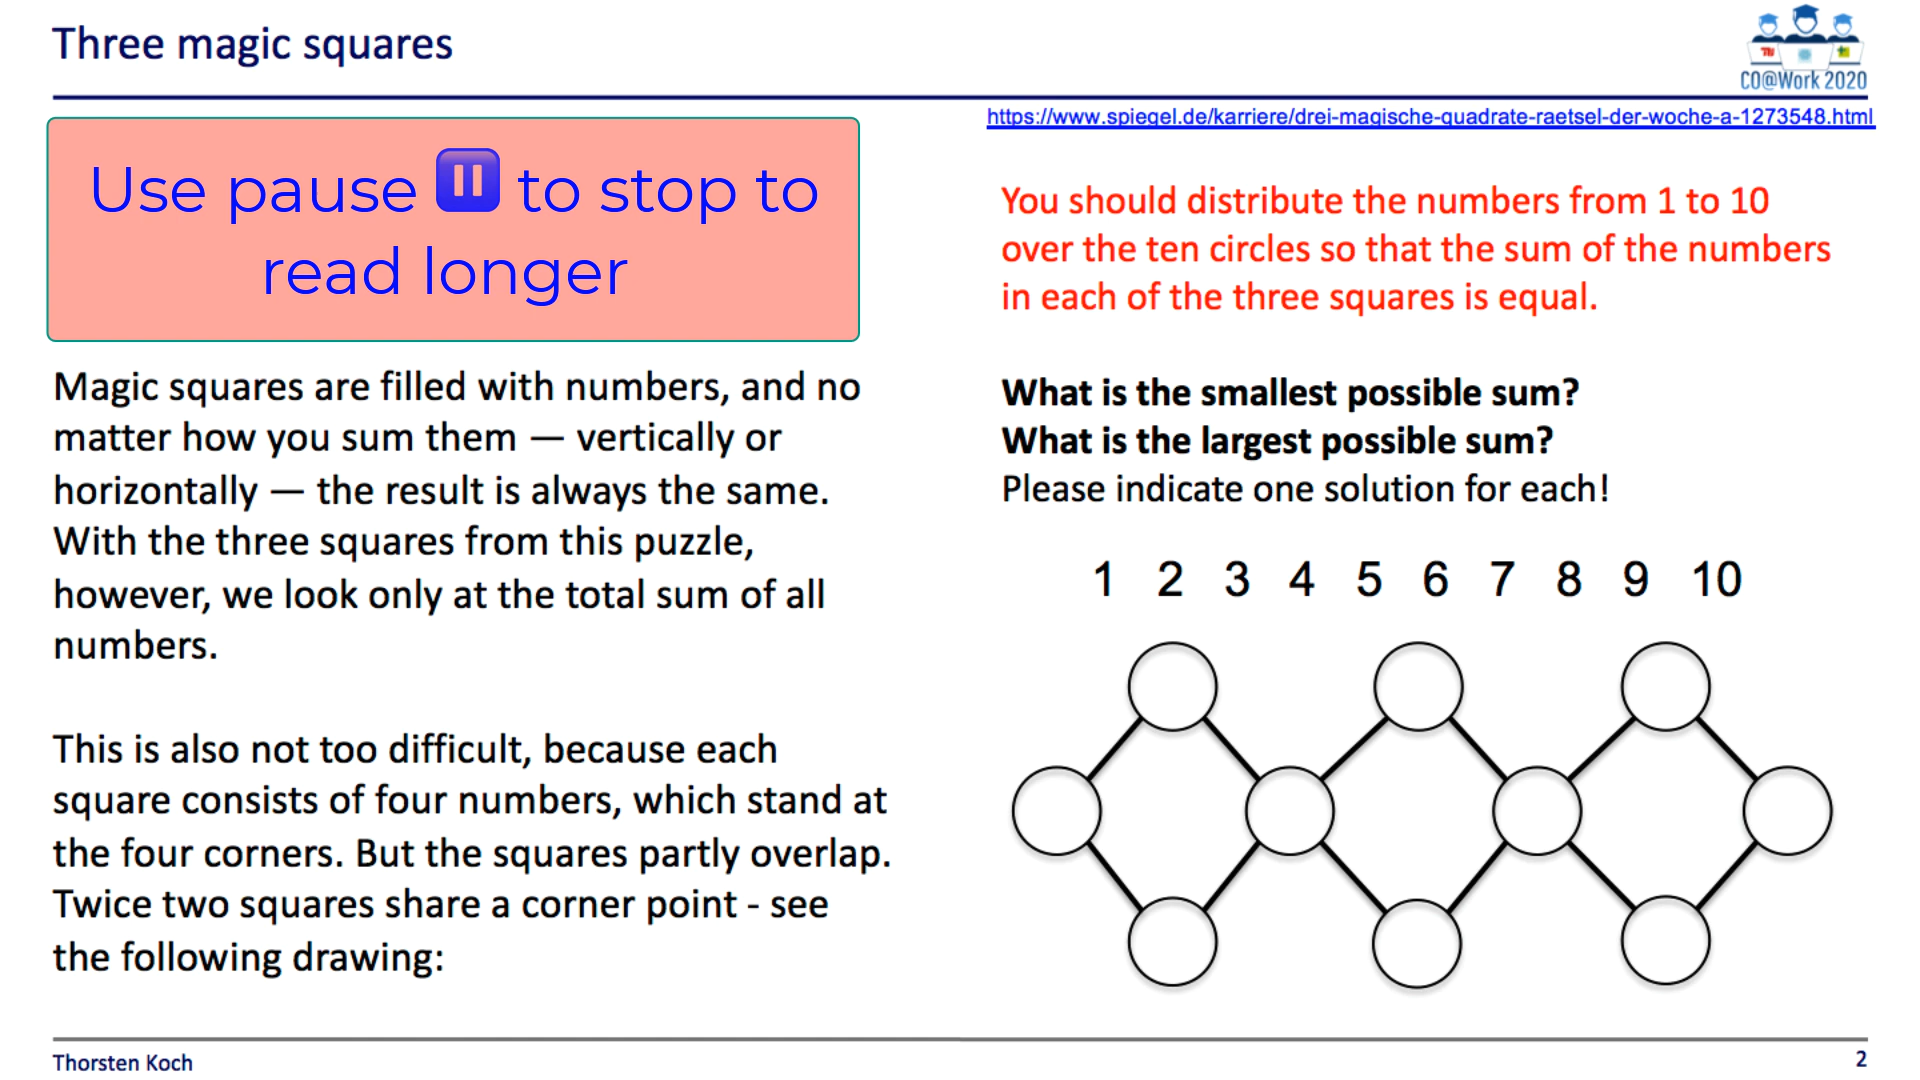 Three magic squares
CO@Work 2020
https://www.spiegel.de/karriere/drei-magische-quadrate-raetsel-der-woche-a-1273548.html
Use pause ⏸ to stop to
read longer
Magic squares are filled with numbers, and no
matter how you sum them — vertically or
horizontally — the result is always the same.
With the three squares from this puzzle,
however, we look only at the total sum of all
numbers.
This is also not too difficult, because each
square consists of four numbers, which stand at
the four corners. But the squares partly overlap.
Twice two squares share a corner point - see
the following drawing:
You should distribute the numbers from 1 to 10
over the ten circles so that the sum of the numbers
in each of the three squares is equal.
What is the smallest possible sum?
What is the largest possible sum?
Please indicate one solution for each!
1 2 3 4 5 6 7 8 9 10
Thorsten Koch
2